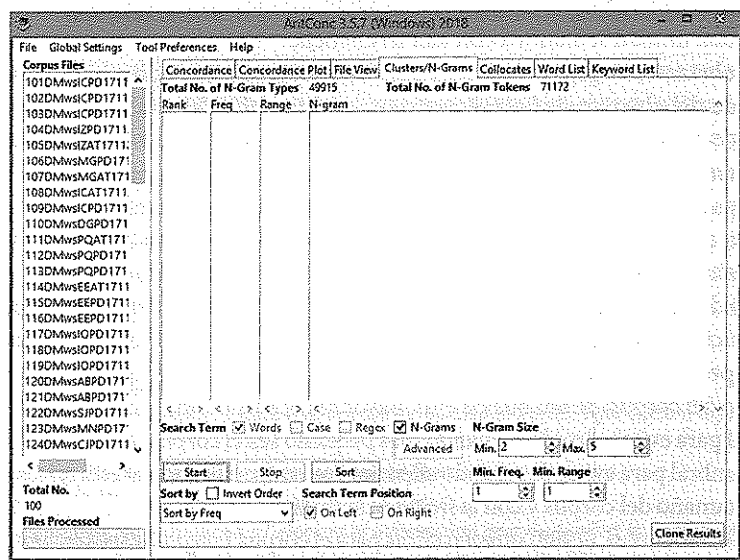 AntConc 3.5.7 (Windows) 2018
File Global Settings Tool Preferences Help
Corpus Files
101DMwsICPD1711
102DMwsICPD1711
103DMwsICPD1711
104DMwsIZPD1711.
105DMwsIZAT1711.
106DMwsMGPD171
107DMwsMGAT171
108DMwsICAT1711.
109DMwsICPD1711
110DMwsDGPD171
111DMwsPQAT171
112DMwsPQPD171
113DMwsPQPD171
114DMwsEEAT1711
115DMwsEEPD1711
116DMwsEEPD1711
117DMwsIOPD1711
118DMwsIOPD1711
119DMwsIOPD1711
120DMwsABPD171
121DMwsABPD171
122DMwsSJPD1711
123DMwsMNPD17
124DMwsCJPD1711
Total No.
100
Files Processed
Concordance Concordance Plot File View Clusters/N-Grams Collocates Word List Keyword List
Total No. of N-Gram Types 49915 Total No. of N-Gram Tokens 71172
Rank Freq Range N-gram
Search Term Words Case Regex N-Grams N-Gram Size
Advanced Min. 2 Max. 5
Start Stop Sort Min. Freq. Min. Range
Sort by Invert Order Search Term Position 1 1
Sort by Freq On Left On Right
Clone Results